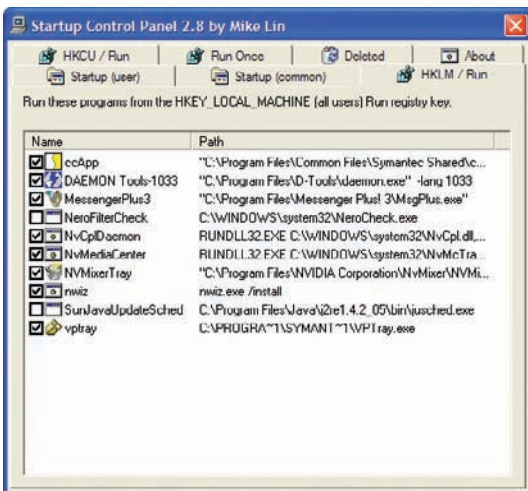 Startup Control Panel 2.8 by Mike Lin
HKCU / Run
Run Once
Deleted
About
Startup (user)
Startup (common)
HKLM / Run
Run these programs from the HKEY_LOCAL_MACHINE (all users) Run registry key.
Name Path
ccApp "C:\Program Files\Common Files\Symantec Shared\c...
DAEMON Tools-1033 "C:\Program Files\D-Tools\daemon.exe" -lang 1033
MessengerPlus3 "C:\Program Files\Messenger Plus! 3\MsgPlus.exe"
NeroFilterCheck C:\WINDOWS\system32\NeroCheck.exe
NvCplDaemon RUNDLL32.EXE C:\WINDOWS\system32\NvCpl.dll,...
NvMediaCenter RUNDLL32.EXE C:\WINDOWS\system32\NvMcTra...
NVMixerTray "C:\Program Files\NVIDIA Corporation\NvMixer\NVMi...
nwiz nwiz.exe /install
SunJavaUpdateSched C:\Program Files\Java\j2re1.4.2_05\bin\jusched.exe
vptray C:\PROGRA~1\SYMANT~1\VPTray.exe